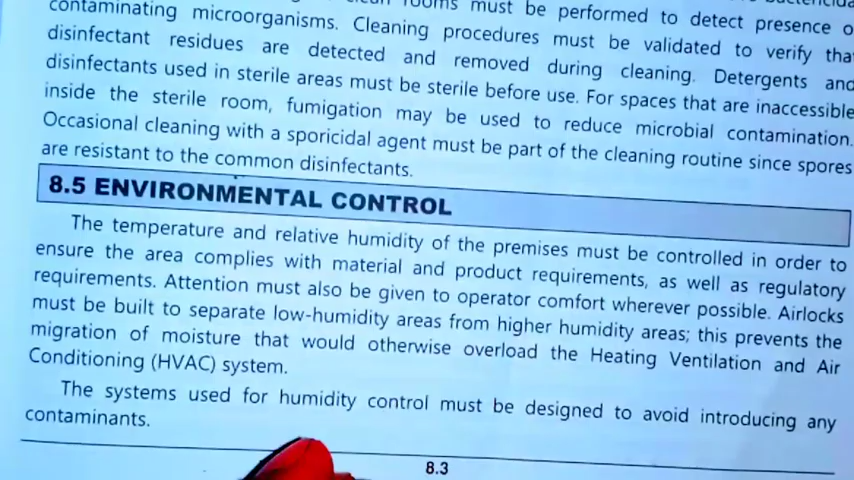 contaminating microorganisms. Cleaning procedures must be validated to verify tha
rooms must be performed to detect presence o
disinfectant residues are detected and removed during cleaning. Detergents and
disinfectants used in sterile areas must be sterile before use. For spaces that are inaccessible
inside the sterile room, fumigation may be used to reduce microbial contamination.
Occasional cleaning with a sporicidal agent must be part of the cleaning routine since spores
are resistant to the common disinfectants.
8.5 ENVIRONMENTAL CONTROL
The temperature and relative humidity of the premises must be controlled in order to
ensure the area complies with material and product requirements, as well as regulatory
requirements. Attention must also be given to operator comfort wherever possible. Airlocks
must be built to separate low-humidity areas from higher humidity areas; this prevents the
migration of moisture that would otherwise overload the Heating Ventilation and Air
Conditioning (HVAC) system.
The systems used for humidity control must be designed to avoid introducing any
contaminants.
8.3